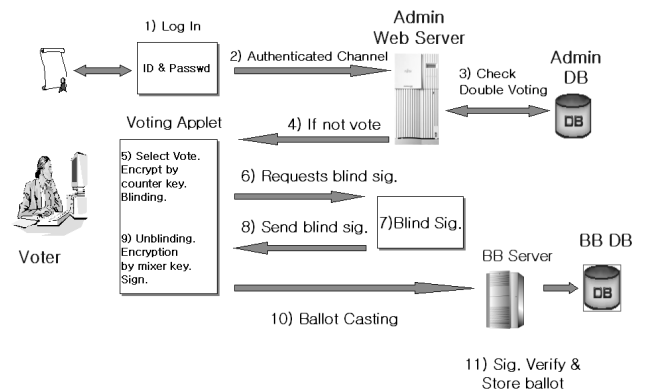 1) Log In
ID & Passwd
2) Authenticated Channel
Admin
Web Server
3) Check
Double Voting
Admin
DB
DB
Voting Applet
4) If not vote
5) Select Vote.
Encrypt by
counter key.
Blinding.
6) Requests blind sig.
7)Blind Sig.
8) Send blind sig.
9) Unblinding.
Encryption
by mixer key.
Sign.
Voter
BB Server
BB DB
DB
10) Ballot Casting
11) Sig. Verify &
Store ballot